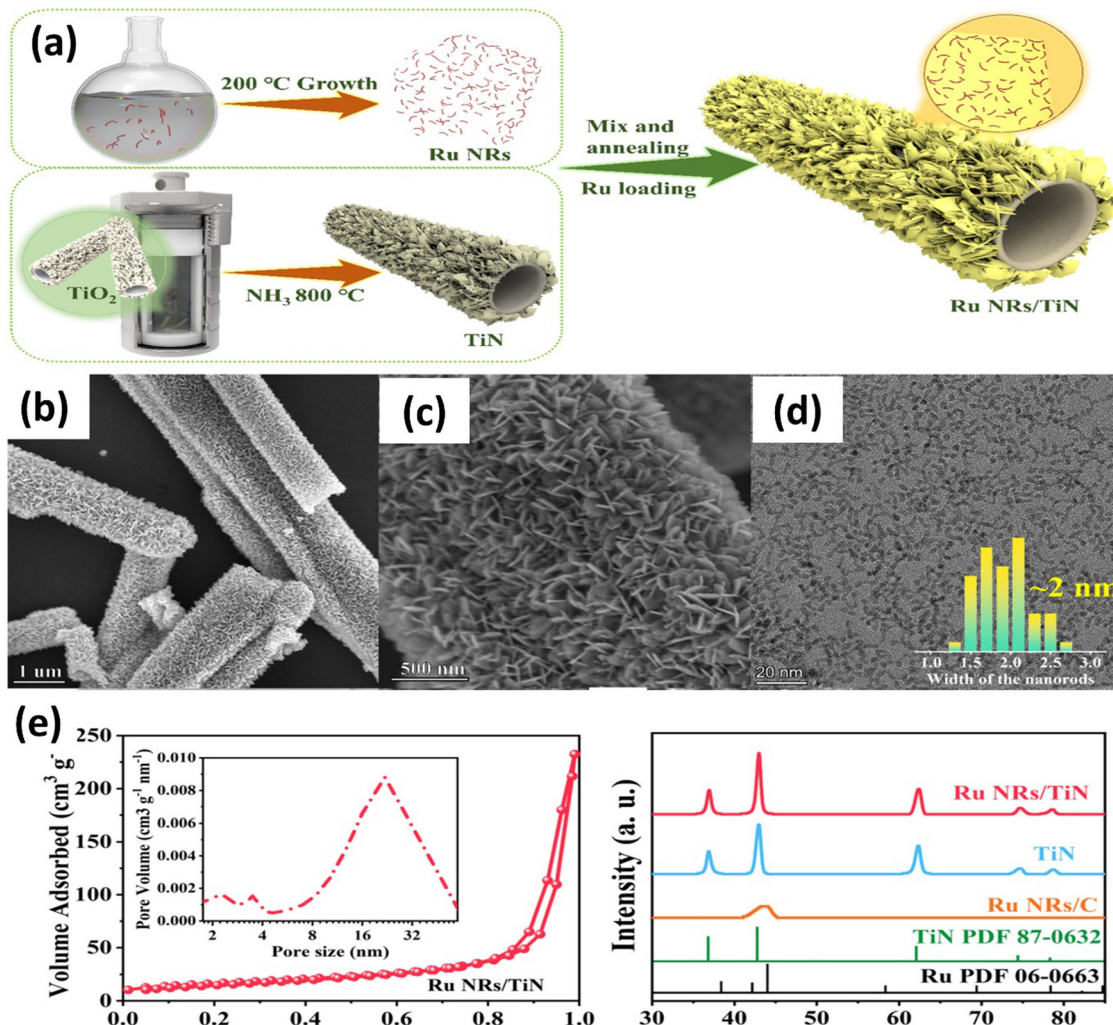 (a)
200 °C Growth
Ru NRs
TiO2
NH3 800 °C
TiN
Mix and
annealing
Ru loading
Ru NRs/TiN
(b)
1 um
(c)
500 nm
(d)
~2 nm
1.0 1.5 2.0 2.5 3.0
Width of the nanorods
20 nm
(e)
Volume Adsorbed (cm3 g-
250
200
150
100
50
0
0.0 0.2 0.4 0.6 0.8 1.0
Pore Volume (cm3 g-1 nm-1)
0.010
0.008
0.006
0.004
0.002
0.000
2 4 8 16 32
Pore size (nm)
Ru NRs/TiN
Intensity (a. u.)
Ru NRs/TiN
TiN
Ru NRs/C
TiN PDF 87-0632
Ru PDF 06-0663
30 40 50 60 70 80